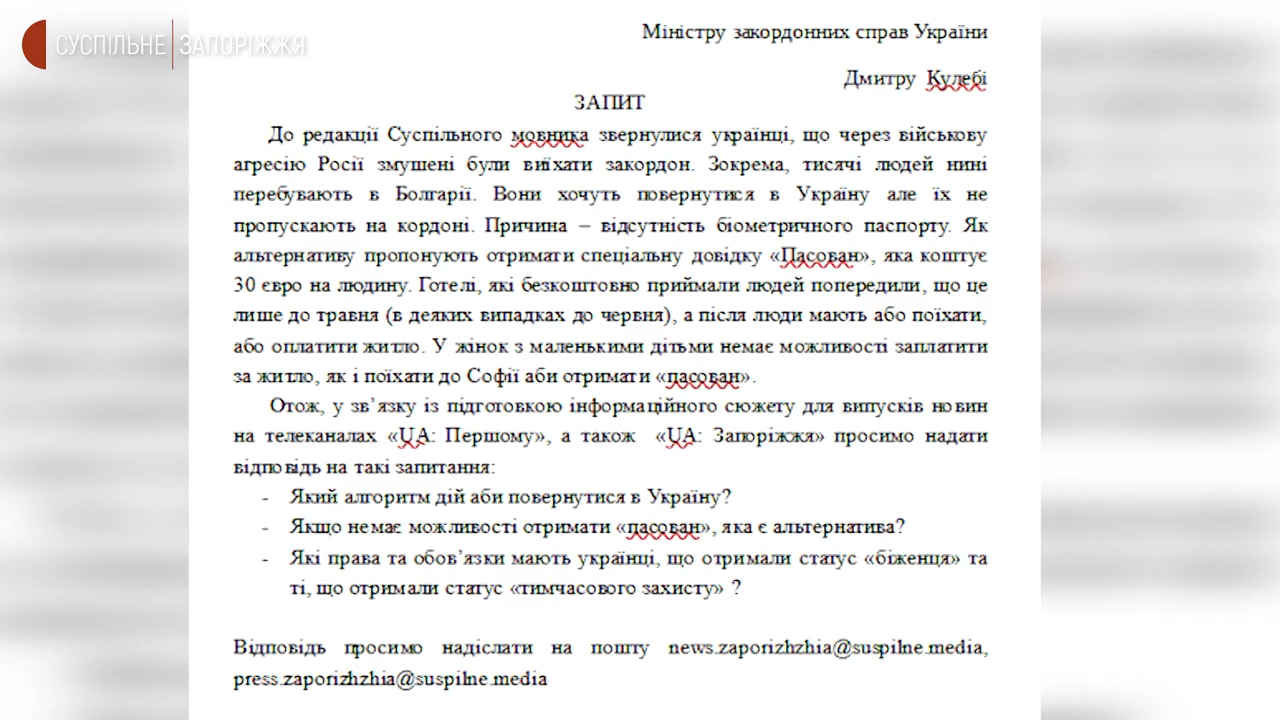 СУСПІЛЬНЕ ЗАПОРІЖЖЯ
Міністру закордонних справ України
Дмитру Кулебі
ЗАПИТ
До редакції Суспільного мовника звернулися українці, що через військову
агресію Росії змушені були виїхати закордон. Зокрема, тисячі людей нині
перебувають в Болгарії. Вони хочуть повернутися в Україну але їх не
пропускають на кордоні. Причина – відсутність біометричного паспорту. Як
альтернативу пропонують отримати спеціальну довідку «Пасован», яка коштує
30 євро на людину. Готелі, які безкоштовно приймали людей попередили, що це
лише до травня (в деяких випадках до червня), а після люди мають або поїхати,
або оплатити житло. У жінок з маленькими дітьми немає можливості заплатити
за житло, як і поїхати до Софії аби отримати «пасован».
Отож, у зв’язку із підготовкою інформаційного сюжету для випусків новин
на телеканалах «UA: Першому», а також «UA: Запоріжжя» просимо надати
відповідь на такі запитання:
- Який алгоритм дій аби повернутися в Україну?
- Якщо немає можливості отримати «пасован», яка є альтернатива?
- Які права та обов’язки мають українці, що отримали статус «біженця» та
ті, що отримали статус «тимчасового захисту» ?
Відповідь просимо надіслати на пошту news.zaporizhzhia@suspilne.media,
press.zaporizhzhia@suspilne.media